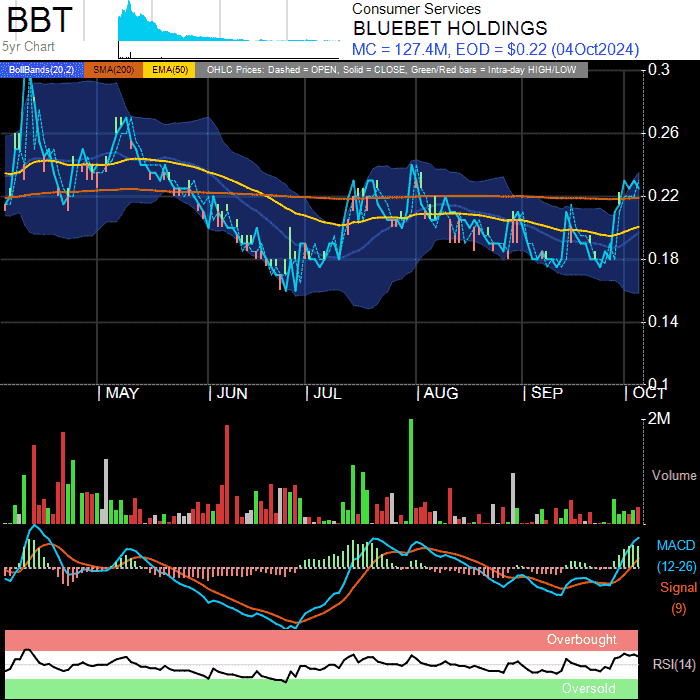 BBT
5yr Chart
Consumer Services
BLUEBET HOLDINGS
MC = 127.4M, EOD = $0.22 (04Oct2024)
BollBands(20,2) SMA(200) EMA(50) OHLC Prices: Dashed = OPEN, Solid = CLOSE, Green/Red bars = Intra-day HIGH/LOW
0.3
0.26
0.22
0.18
0.14
0.1
MAY JUN JUL AUG SEP OCT
2M
Volume
MACD
(12-26)
Signal
(9)
Overbought
RSI(14)
Oversold